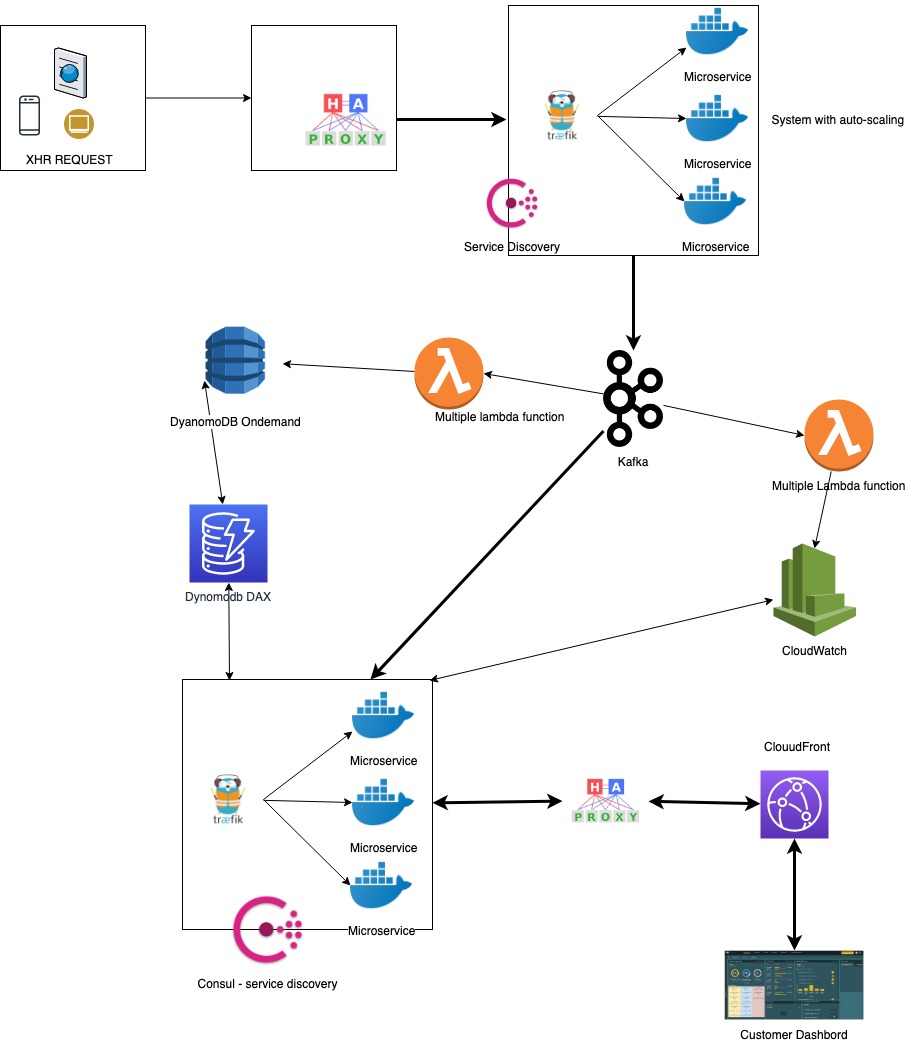 XHR REQUEST
H A
PROXY
træfik
Microservice
Microservice
Microservice
System with auto-scaling
Service Discovery
DyanomoDB Ondemand
Multiple lambda function
Kafka
Multiple Lambda function
Dynomodb DAX
CloudWatch
træfik
Microservice
Microservice
Microservice
Consul - service discovery
H A
PROXY
ClouudFront
Customer Dashbord